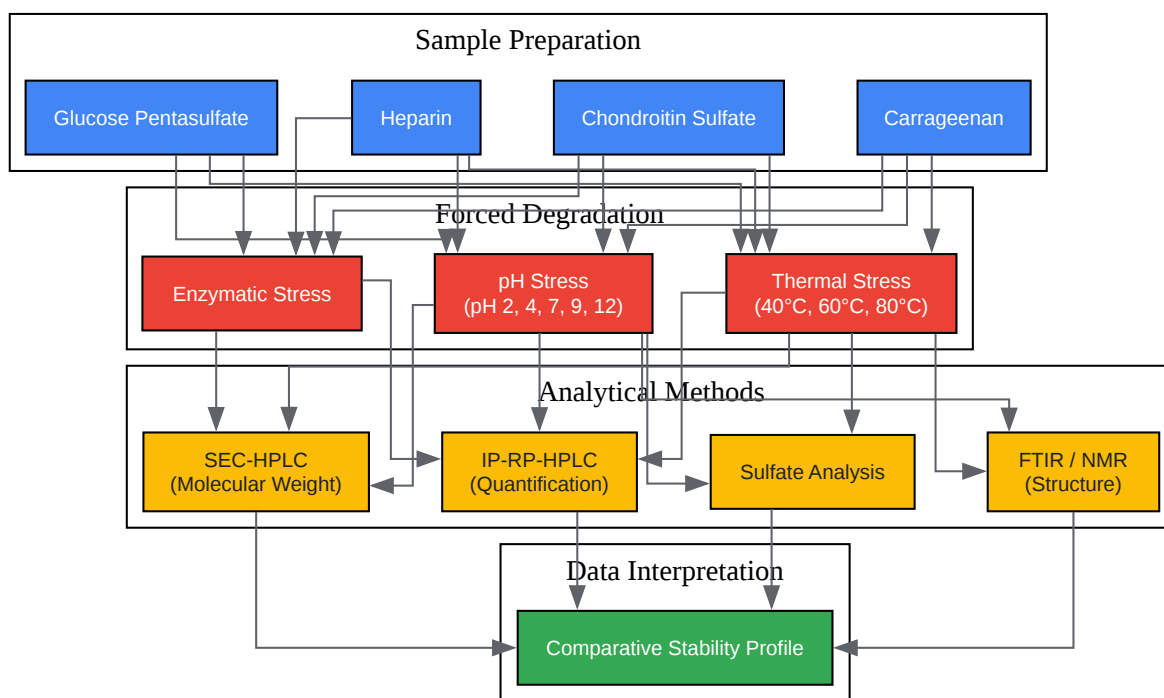 Sample Preparation
Glucose Pentasulfate
Heparin
Chondroitin Sulfate
Carrageenan
Forced Degradation
Enzymatic Stress
pH Stress
(pH 2, 4, 7, 9, 12)
Thermal Stress
(40°C, 60°C, 80°C)
Analytical Methods
SEC-HPLC
(Molecular Weight)
IP-RP-HPLC
(Quantification)
Sulfate Analysis
FTIR / NMR
(Structure)
Data Interpretation
Comparative Stability Profile